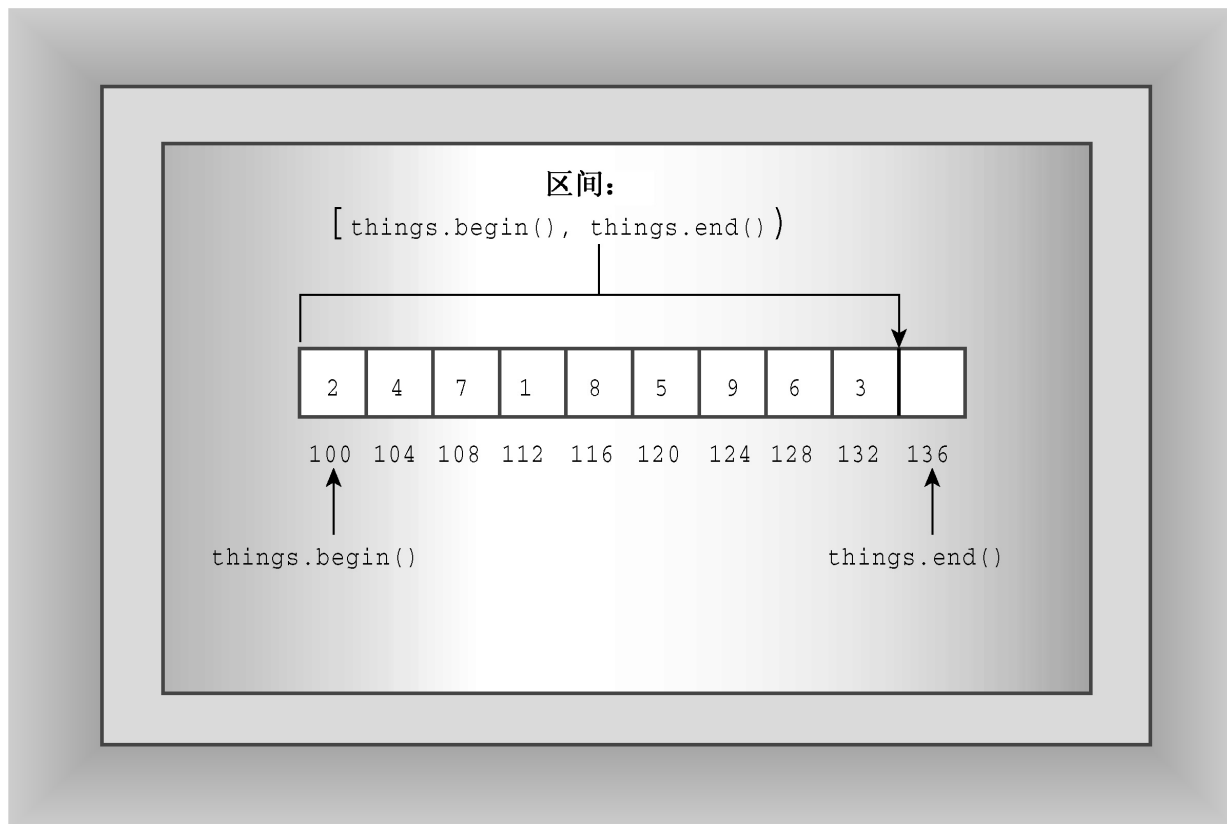 区间：
[things.begin(), things.end())
2 4 7 1 8 5 9 6 3
100 104 108 112 116 120 124 128 132 136
things.begin() things.end()